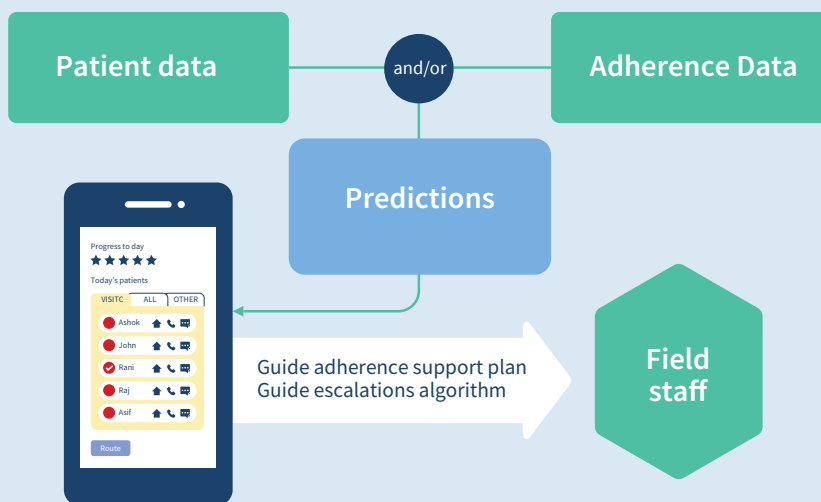 Patient data
and/or
Adherence Data
Predictions
Progress to day
Today's patients
VISITC ALL OTHER
Ashok
John
Rani
Raj
Asif
Route
Guide adherence support plan
Guide escalations algorithm
Field
staff